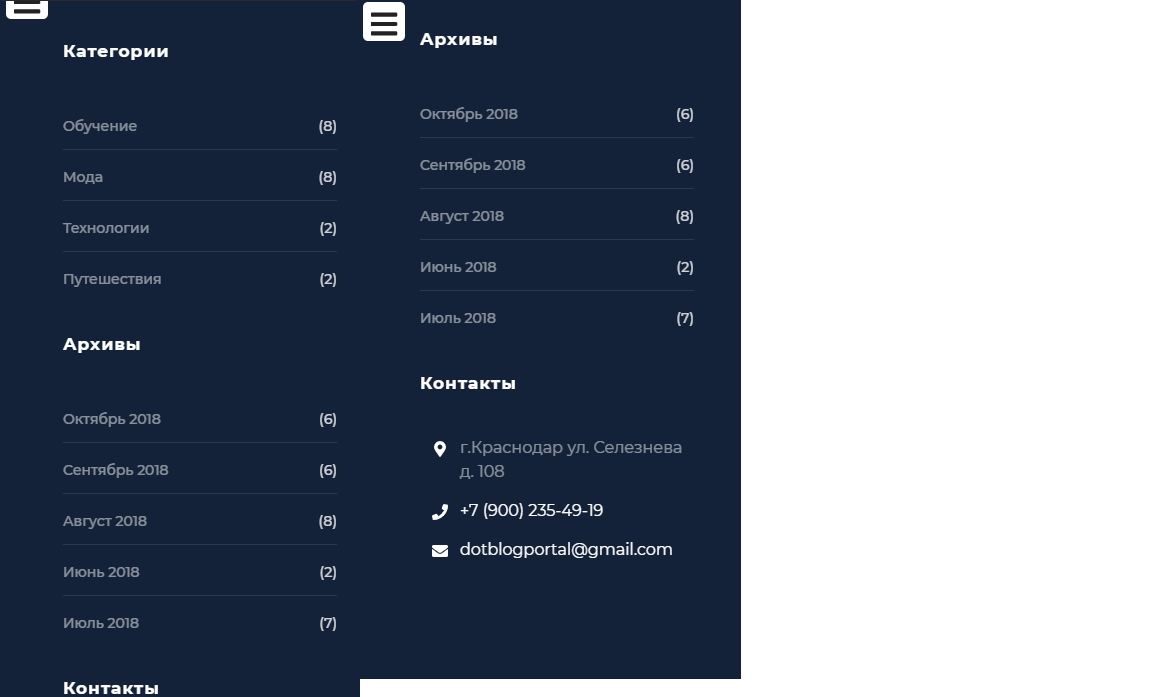 Категории
Обучение (8)
Мода (8)
Технологии (2)
Путешествия (2)
Архивы
Октябрь 2018 (6)
Сентябрь 2018 (6)
Август 2018 (8)
Июнь 2018 (2)
Июль 2018 (7)
Контакты
Архивы
Октябрь 2018 (6)
Сентябрь 2018 (6)
Август 2018 (8)
Июнь 2018 (2)
Июль 2018 (7)
Контакты
г.Краснодар ул. Селезнева
д. 108
+7 (900) 235-49-19
dotblogportal@gmail.com